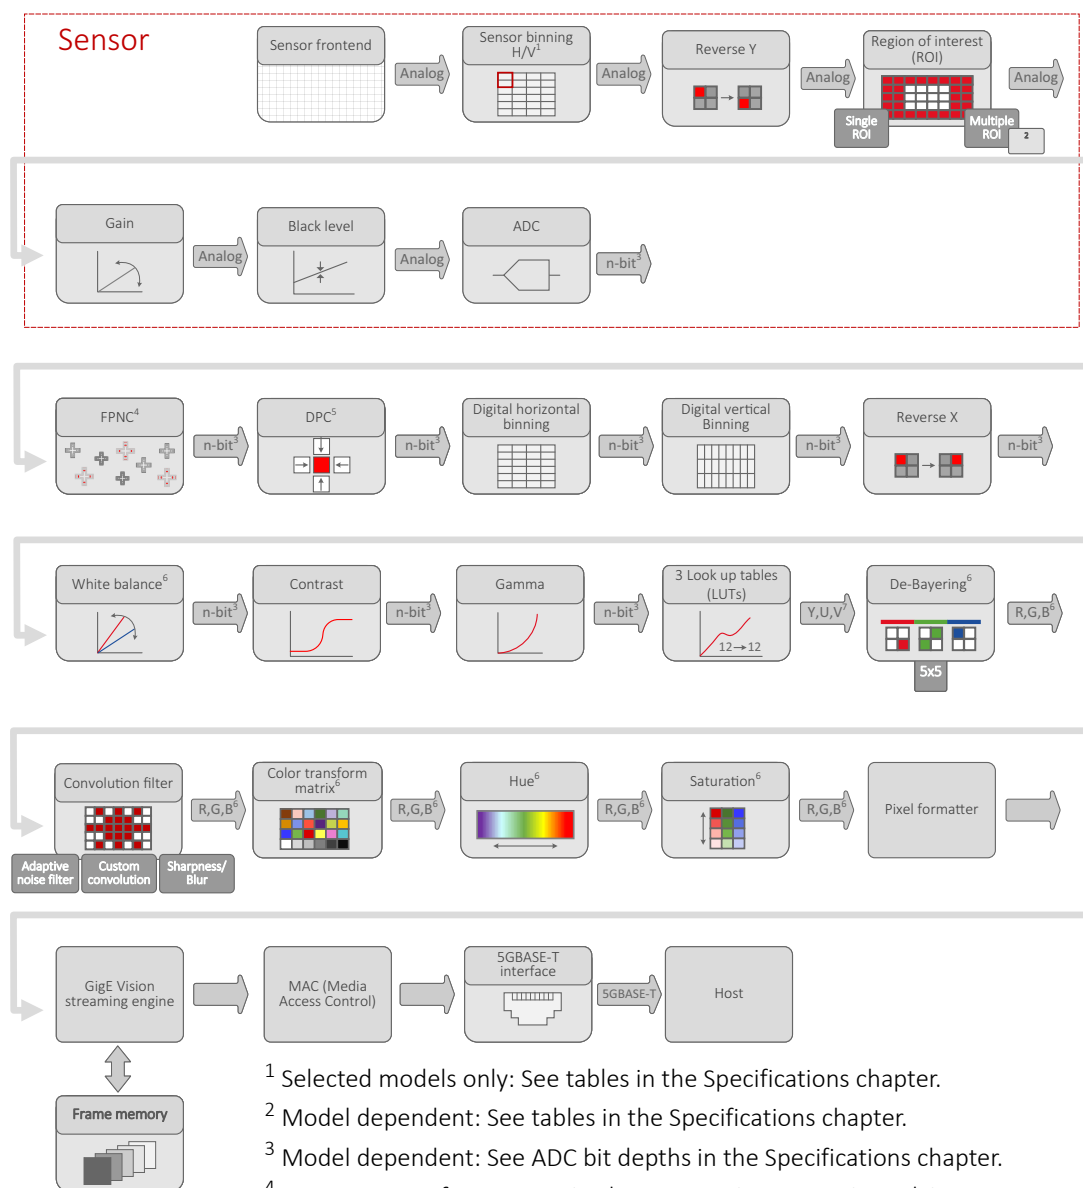 Sensor
Sensor frontend
Analog
Sensor binning
H/V1
Analog
Reverse Y
Analog
Region of interest
(ROI)
Single
ROI
Multiple
ROI
2
Analog
Gain
Analog
Black level
Analog
ADC
n-bit3
FPNC4
n-bit3
DPC5
n-bit3
Digital horizontal
binning
n-bit3
Digital vertical
Binning
n-bit3
Reverse X
n-bit3
White balance6
n-bit3
Contrast
n-bit3
Gamma
n-bit3
3 Look up tables
(LUTs)
12→12
Y,U,V7
De-Bayering6
5x5
R,G,B6
Convolution filter
Adaptive
noise filter
Custom
convolution
Sharpness/
Blur
R,G,B6
Color transform
matrix6
R,G,B6
Hue6
R,G,B6
Saturation6
R,G,B6
Pixel formatter
GigE Vision
streaming engine
MAC (Media
Access Control)
5GBASE-T
interface
5GBASE-T
Host
Frame memory
1 Selected models only: See tables in the Specifications chapter.
2 Model dependent: See tables in the Specifications chapter.
3 Model dependent: See ADC bit depths in the Specifications chapter.